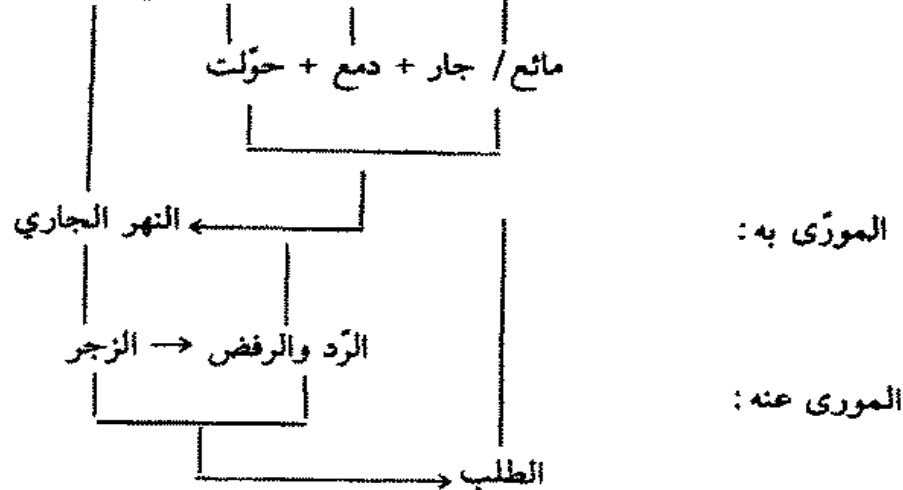 مائع / جار + دمع + حوّلت
المورّى به : النهر الجاري
الرّد والرفض → الزجر
المورى عنه :
الطلب